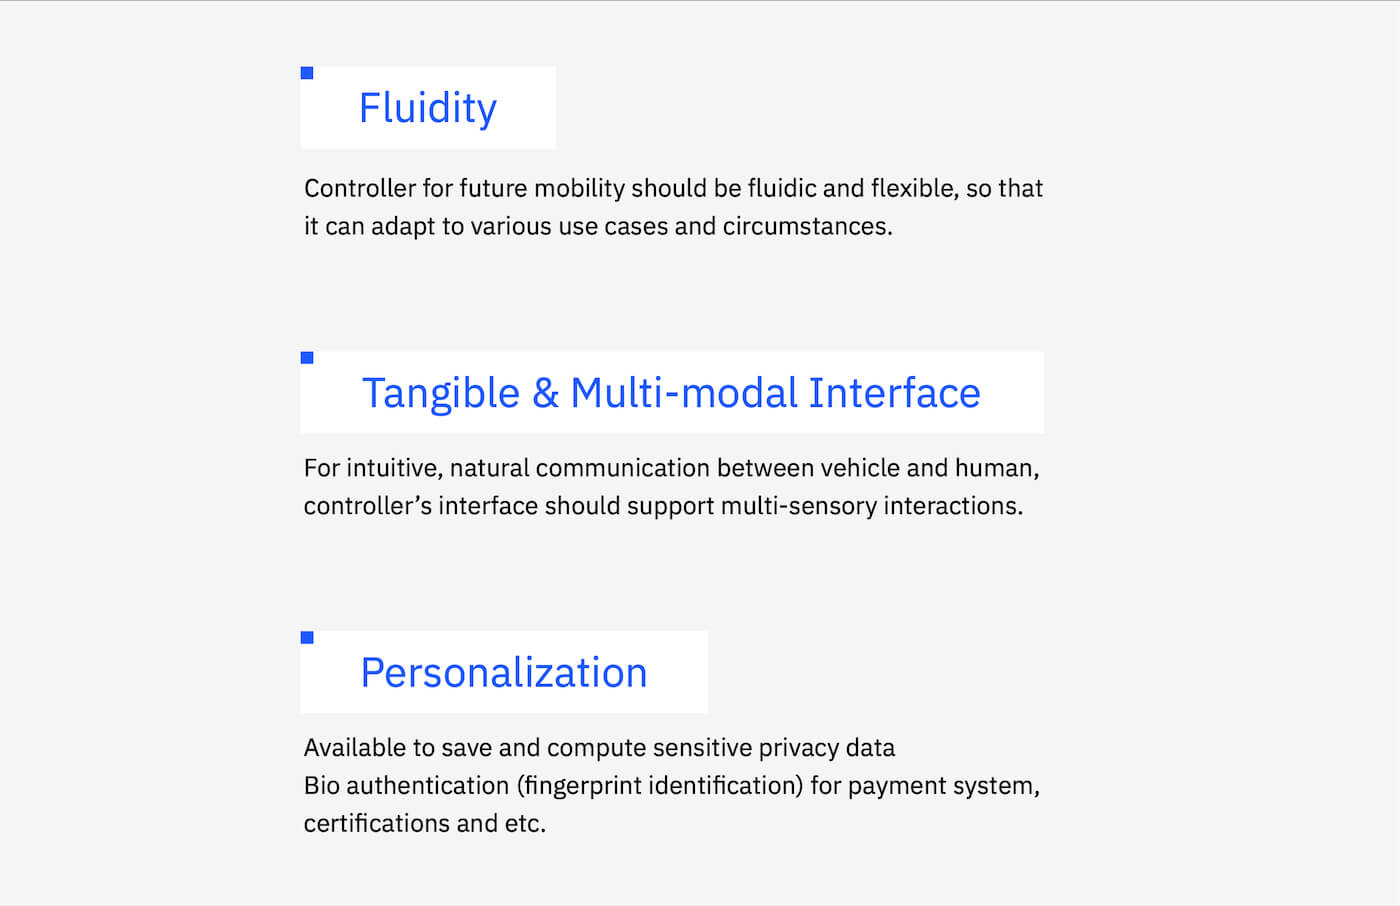 Fluidity
Controller for future mobility should be fluidic and flexible, so that
it can adapt to various use cases and circumstances.
Tangible & Multi-modal Interface
For intuitive, natural communication between vehicle and human,
controller’s interface should support multi-sensory interactions.
Personalization
Available to save and compute sensitive privacy data
Bio authentication (fingerprint identification) for payment system,
certifications and etc.